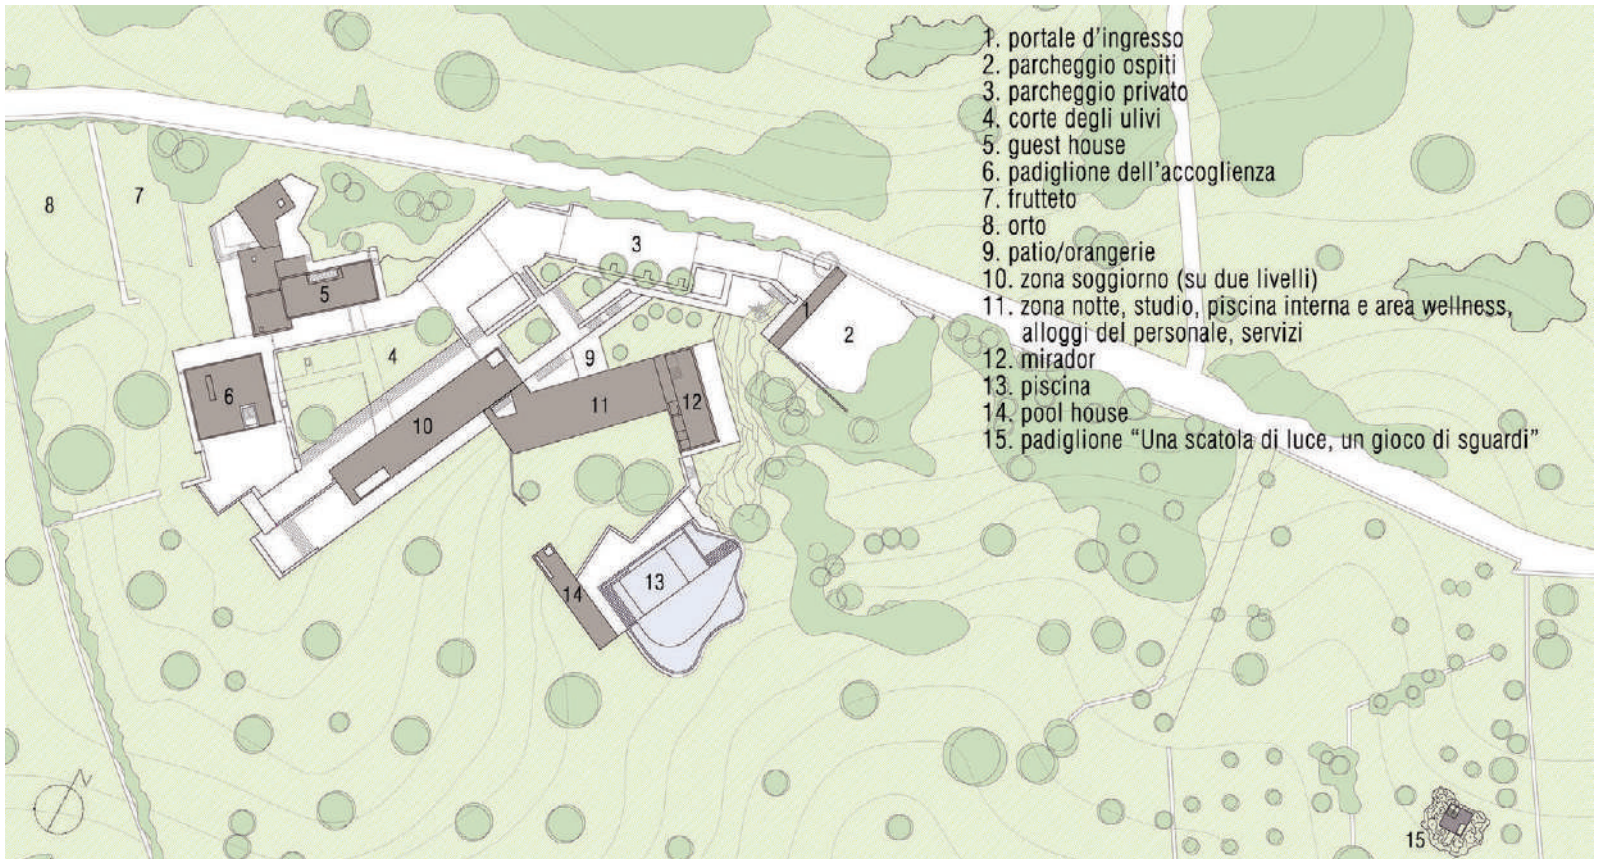 1. portale d'ingresso
2. parcheggio ospiti
3. parcheggio privato
4. corte degli ulivi
5. guest house
6. padiglione dell'accoglienza
7. frutteto
8. orto
9. patio/orangerie
10. zona soggiorno (su due livelli)
11. zona notte, studio, piscina interna e area wellness,
alloggi del personale, servizi
12. mirador
13. piscina
14. pool house
15. padiglione "Una scatola di luce, un gioco di sguardi"
8
7
3
5
1
2
4
9
6
10
11
12
13
14
15
N